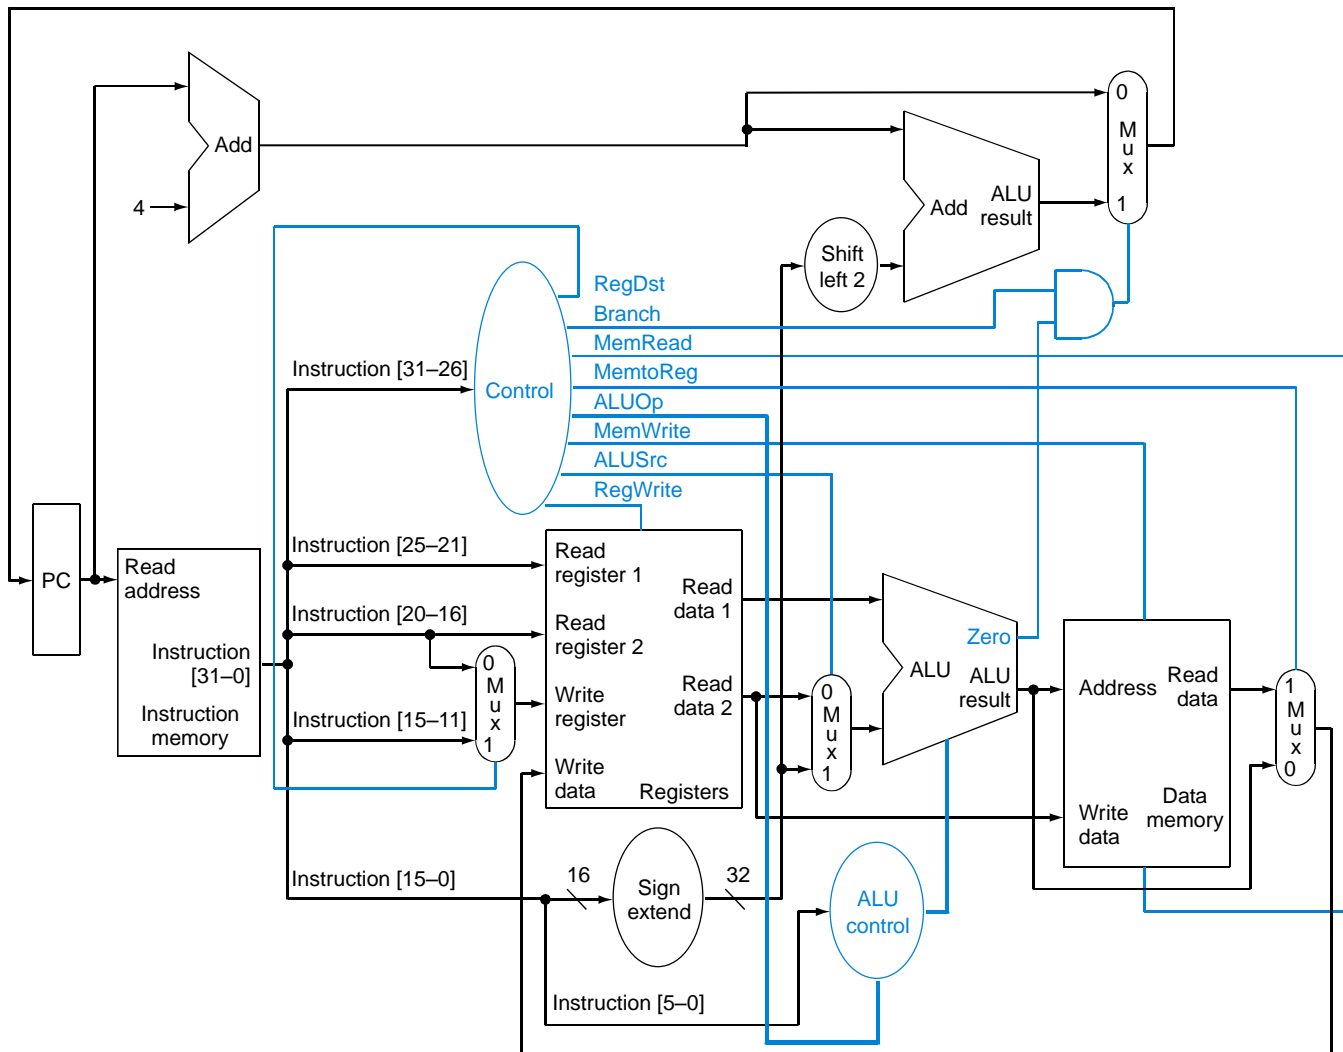 0
M
u
x
1
Add
ALU
result
Add
4
Shift
left 2
RegDst
Branch
MemRead
MemtoReg
ALUOp
MemWrite
ALUSrc
RegWrite
Instruction [31–26]
Control
Instruction [25–21]
Instruction [20–16]
Instruction [15–11]
Instruction [15–0]
Instruction [5–0]
PC
Read
address
Instruction
[31–0]
Instruction
memory
0
M
u
x
1
Read
register 1
Read
register 2
Write
register
Write
data
Read
data 1
Read
data 2
Registers
0
M
u
x
1
Zero
ALU
ALU
result
Address
Read
data
Write
data
Data
memory
1
M
u
x
0
16
Sign
extend
32
ALU
control